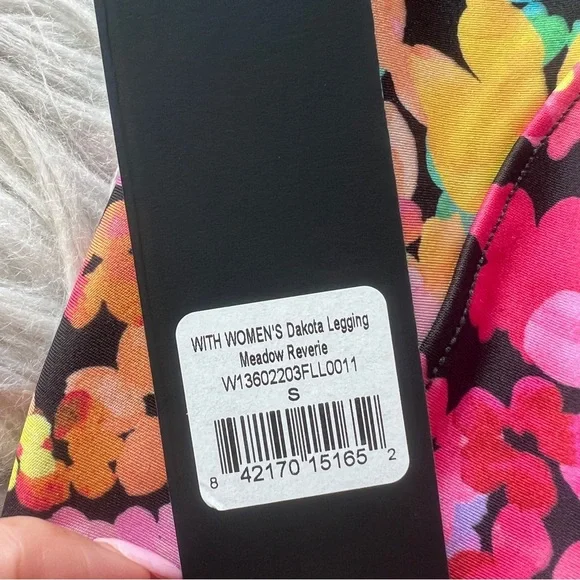 WITH WOMEN'S Dakota Legging
Meadow Reverie
W13602203FLL0011
S
8 42170 15165 2